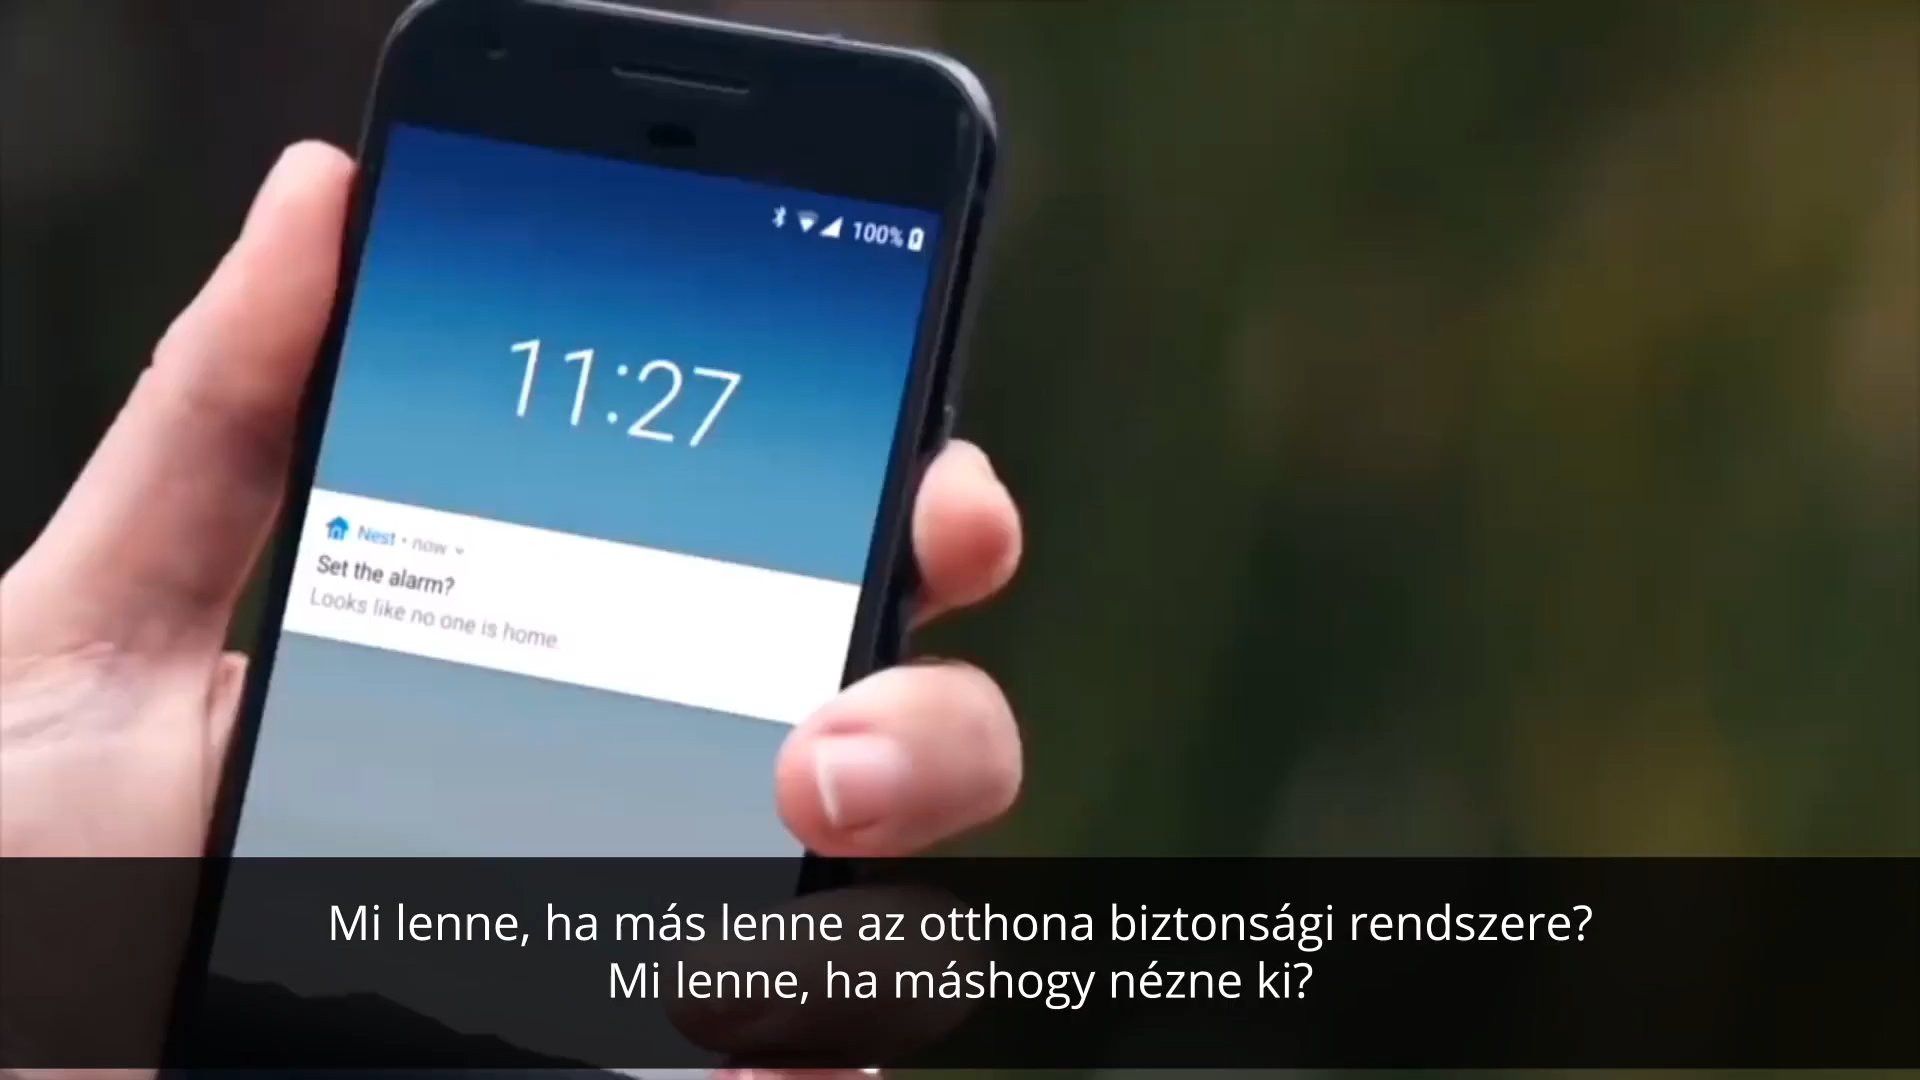 100%
11:27
Nest • now
Set the alarm?
Looks like no one is home.
Mi lenne, ha más lenne az otthona biztonsági rendszere?
Mi lenne, ha máshogy nézne ki?